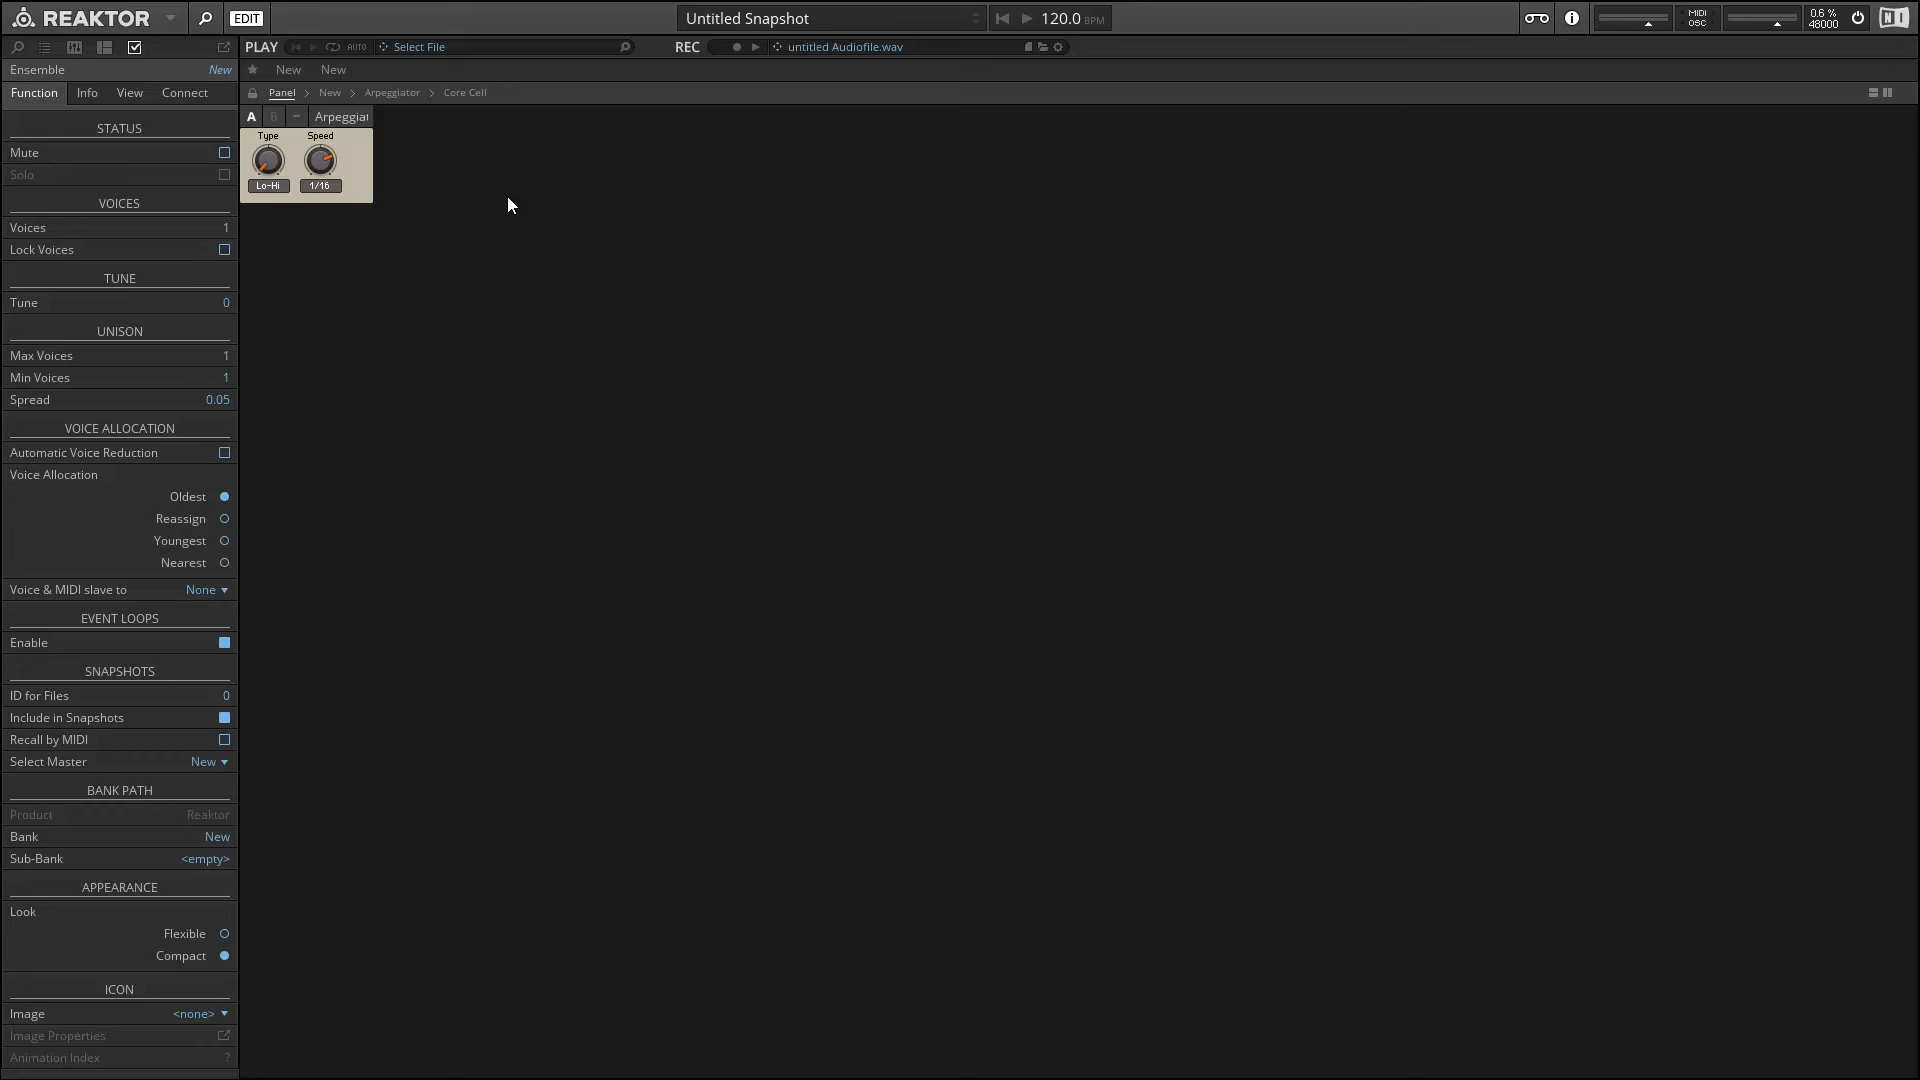 REAKTOR EDIT Untitled Snapshot 120.0 BPM MIDI OSC 0.6 % 48000 NI
PLAY AUTO Select File REC untitled Audiofile.wav
Ensemble New New New
Function Info View Connect Panel New Arpeggiator Core Cell
A B Arpeggiat
Type Speed
Lo-Hi 1/16
STATUS
Mute
Solo
VOICES
Voices 1
Lock Voices
TUNE
Tune 0
UNISON
Max Voices 1
Min Voices 1
Spread 0.05
VOICE ALLOCATION
Automatic Voice Reduction
Voice Allocation
Oldest
Reassign
Youngest
Nearest
Voice & MIDI slave to None
EVENT LOOPS
Enable
SNAPSHOTS
ID for Files 0
Include in Snapshots
Recall by MIDI
Select Master New
BANK PATH
Product Reaktor
Bank New
Sub-Bank <empty>
APPEARANCE
Look
Flexible
Compact
ICON
Image <none>
Image Properties
Animation Index ?